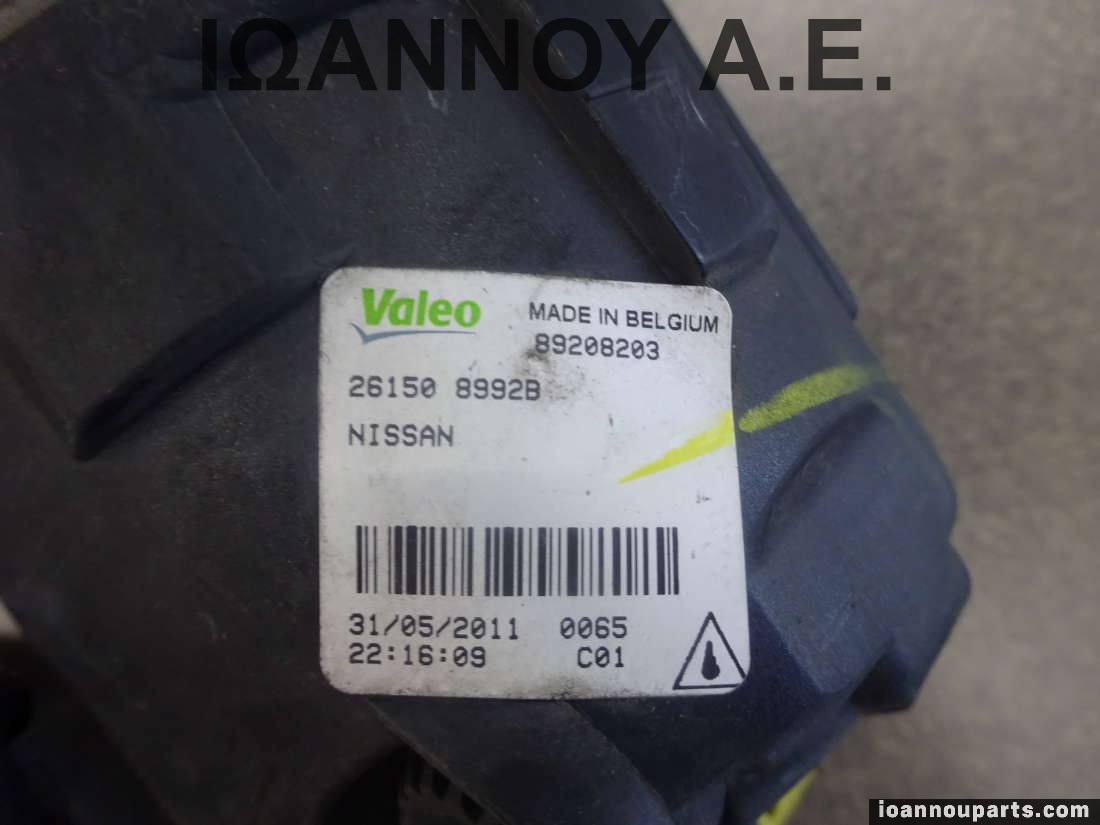 ΙΩΑΝΝΟΥ Α.Ε.
Valeo
MADE IN BELGIUM
89208203
26150 8992B
NISSAN
31/05/2011 0065
22:16:09 C01
ioannouparts.com